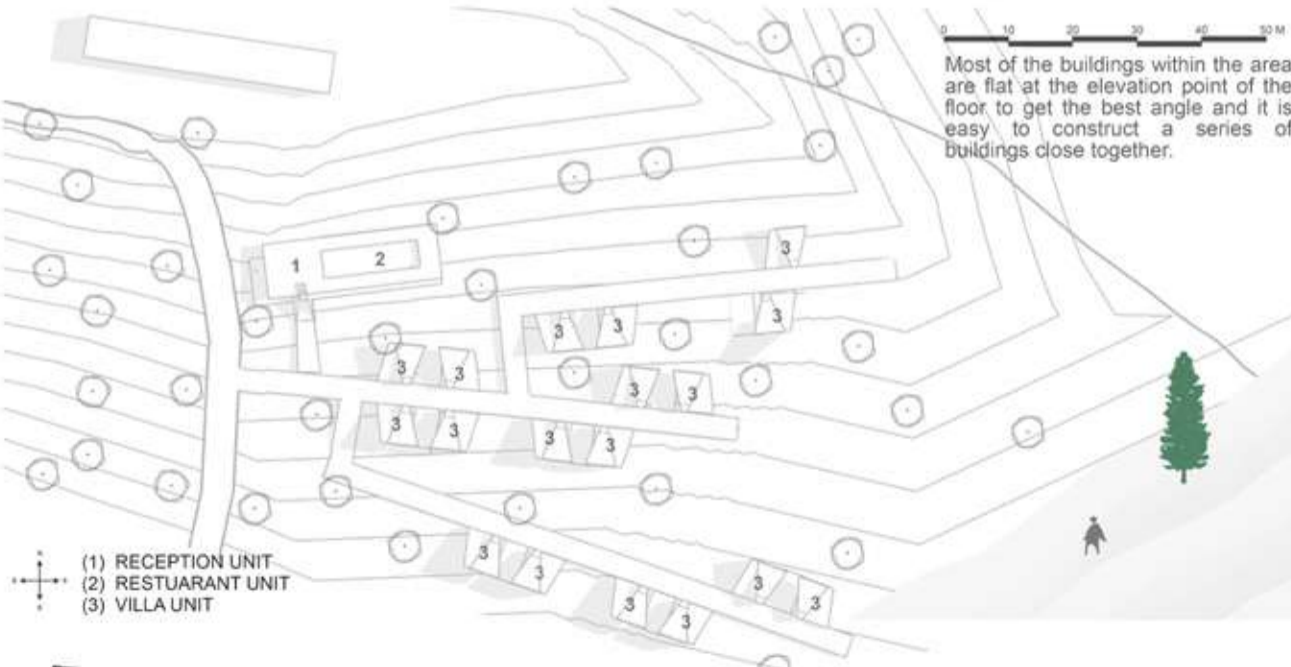 0 10 20 30 40 50 M
Most of the buildings within the area
are flat at the elevation point of the
floor to get the best angle and it is
easy to construct a series of
buildings close together.
3
1 2
3
3 3
3 3
3 3
3 3
3 3
3 3
3 3
3 3
(1) RECEPTION UNIT
(2) RESTUARANT UNIT
(3) VILLA UNIT